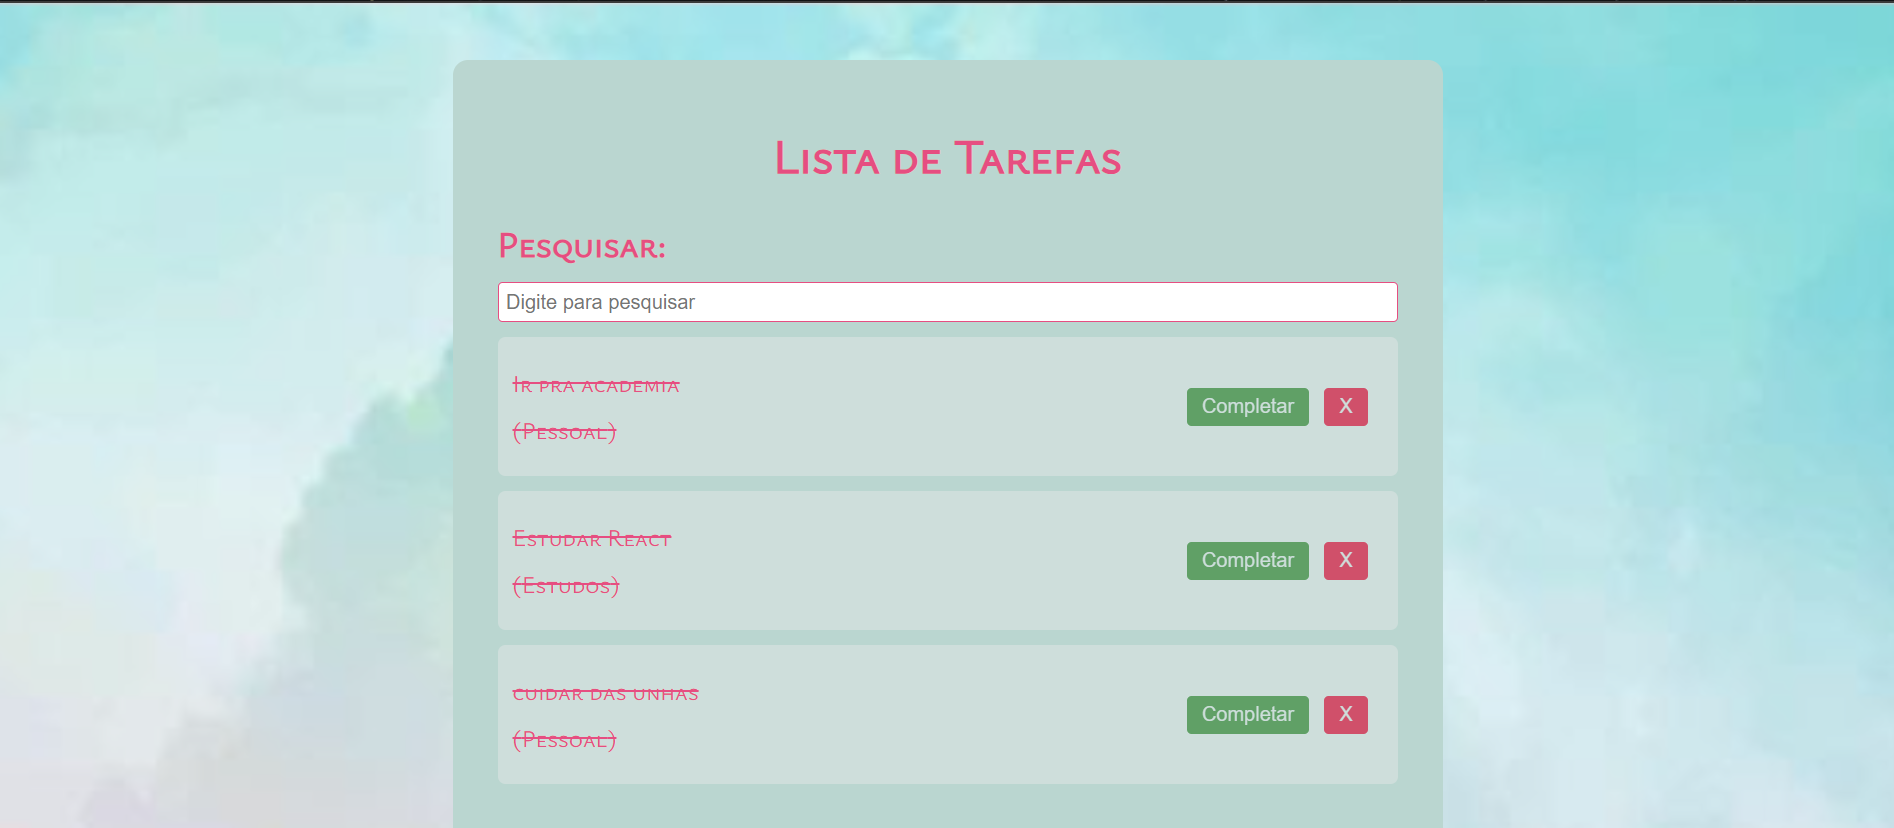 Lista de Tarefas
Pesquisar:
Digite para pesquisar
Ir pra academia
(Pessoal)
Completar X
Estudar React
(Estudos)
Completar X
cuidar das unhas
(Pessoal)
Completar X